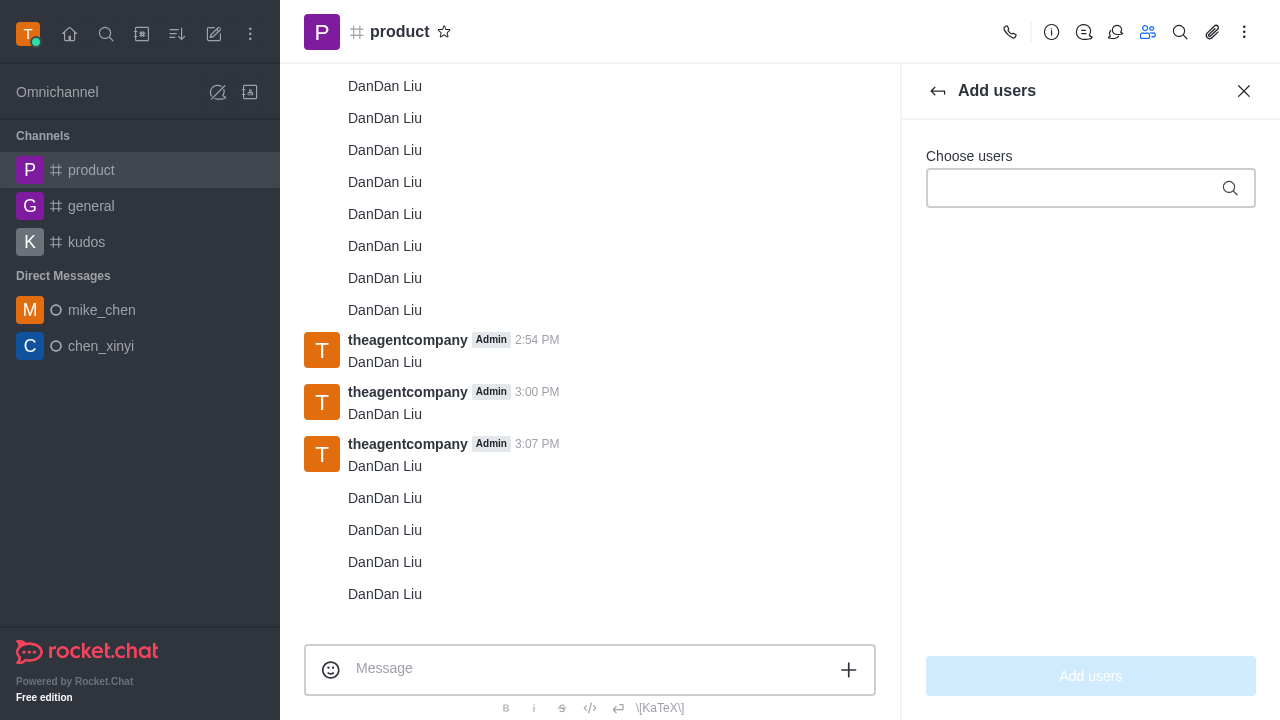 T
Omnichannel
Channels
P product
G general
K kudos
Direct Messages
M mike_chen
C chen_xinyi
rocket.chat
Powered by Rocket.Chat
Free edition
P product
DanDan Liu
DanDan Liu
DanDan Liu
DanDan Liu
DanDan Liu
DanDan Liu
DanDan Liu
DanDan Liu
T theagentcompany Admin 2:54 PM
DanDan Liu
T theagentcompany Admin 3:00 PM
DanDan Liu
T theagentcompany Admin 3:07 PM
DanDan Liu
DanDan Liu
DanDan Liu
DanDan Liu
DanDan Liu
Message
B i S \[KaTeX\]
Add users
Choose users
Add users